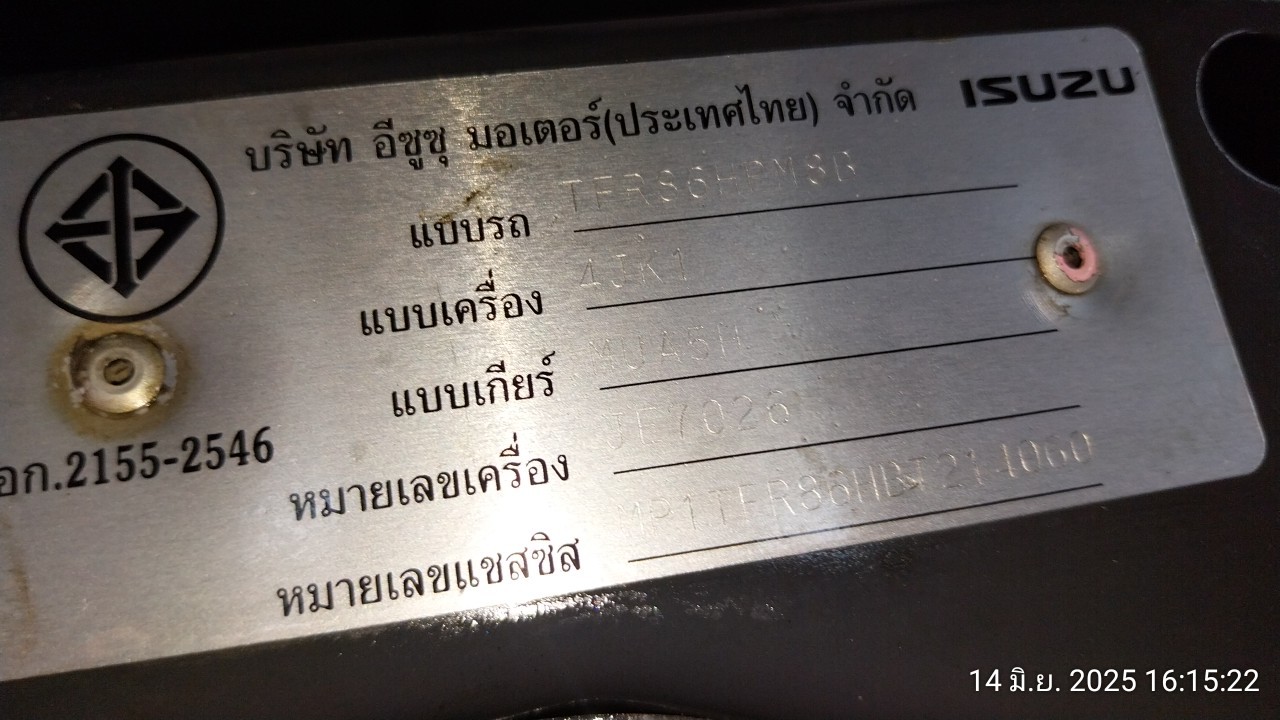 บริษัท อีซูซุ มอเตอร์(ประเทศไทย) จำกัด ISUZU
แบบรถ TFR86HPM8B
แบบเครื่อง 4JK1
แบบเกียร์
หมายเลขเครื่อง
หมายเลขแชสซิส
มอก.2155-2546
14 มิ.ย. 2025 16:15:22